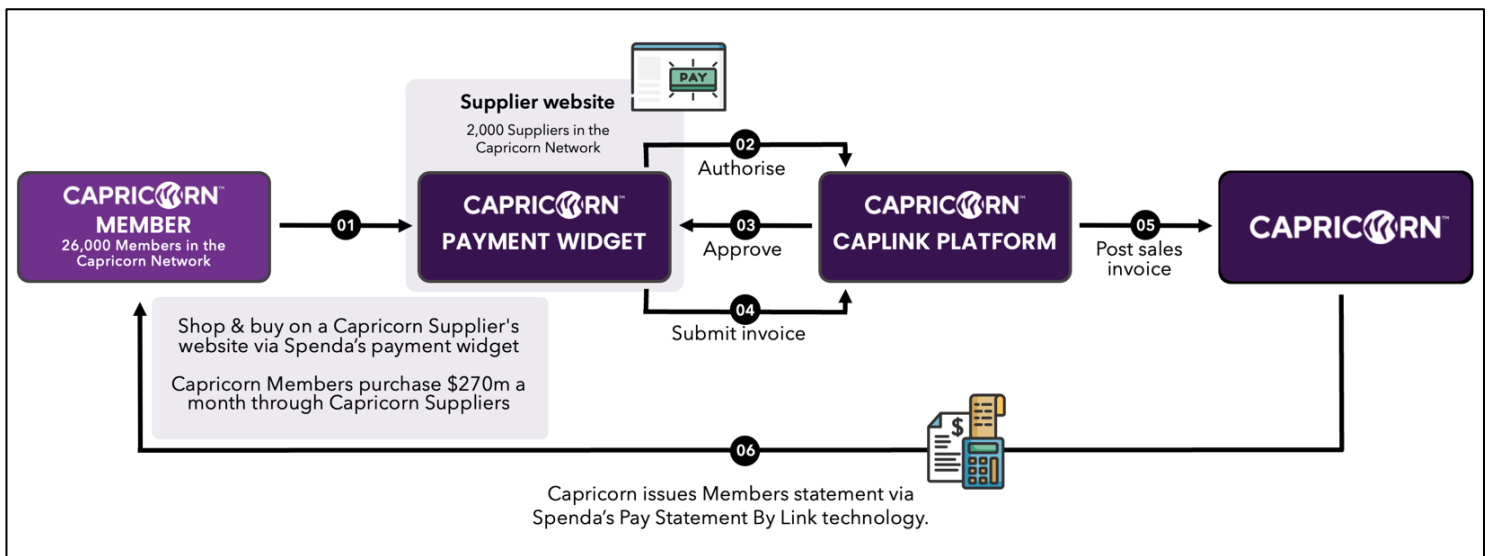 PAY
Supplier website
2,000 Suppliers in the
Capricorn Network
CAPRICORN™
MEMBER
26,000 Members in the
Capricorn Network
01
CAPRICORN™
PAYMENT WIDGET
02
Authorise
03
Approve
04
Submit invoice
CAPRICORN™
CAPLINK PLATFORM
05
Post sales
invoice
CAPRICORN™
Shop & buy on a Capricorn Supplier's
website via Spenda’s payment widget
Capricorn Members purchase $270m a
month through Capricorn Suppliers
$
06
Capricorn issues Members statement via
Spenda’s Pay Statement By Link technology.